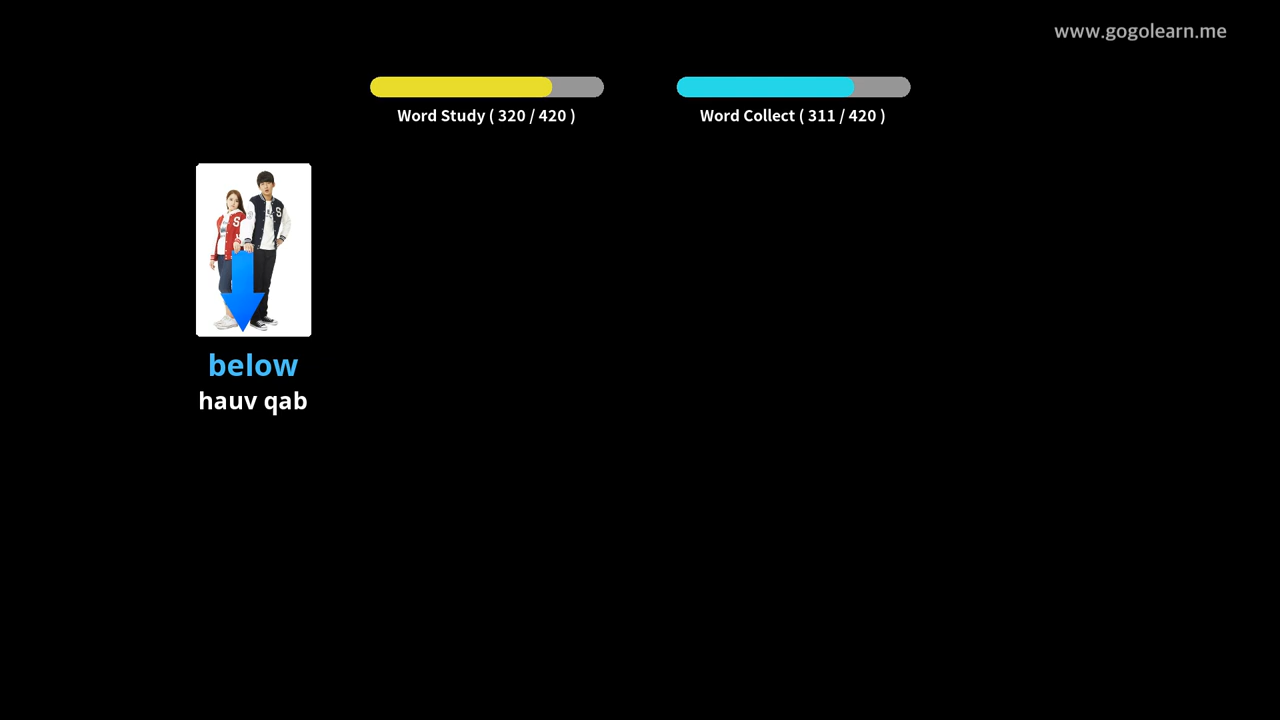 www.gogolearn.me
Word Study ( 320 / 420 )
Word Collect ( 311 / 420 )
S
S
below
hauv qab